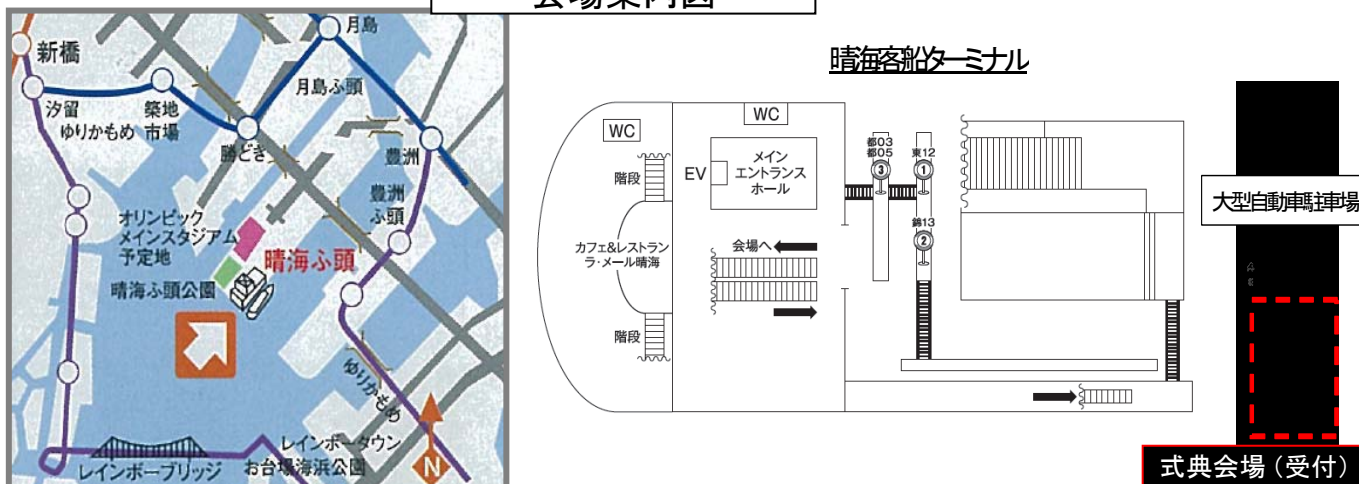 会場案内図
新橋
月島
汐留
築地
市場
月島ふ頭
ゆりかもめ
勝どき
豊洲
豊洲
ふ頭
オリンピック
メインスタジアム
予定地
晴海ふ頭
晴海ふ頭公園
ゆりかもめ
レインボータウン
レインボーブリッジ
お台場海浜公園
N
晴海客船ターミナル
WC
WC
階段
EV
メイン
エントランス
ホール
都03
都05
③
東12
①
錦13
②
カフェ&レストラン
ラ・メール晴海
会場へ
階段
大型自動車駐車場
式典会場（受付）